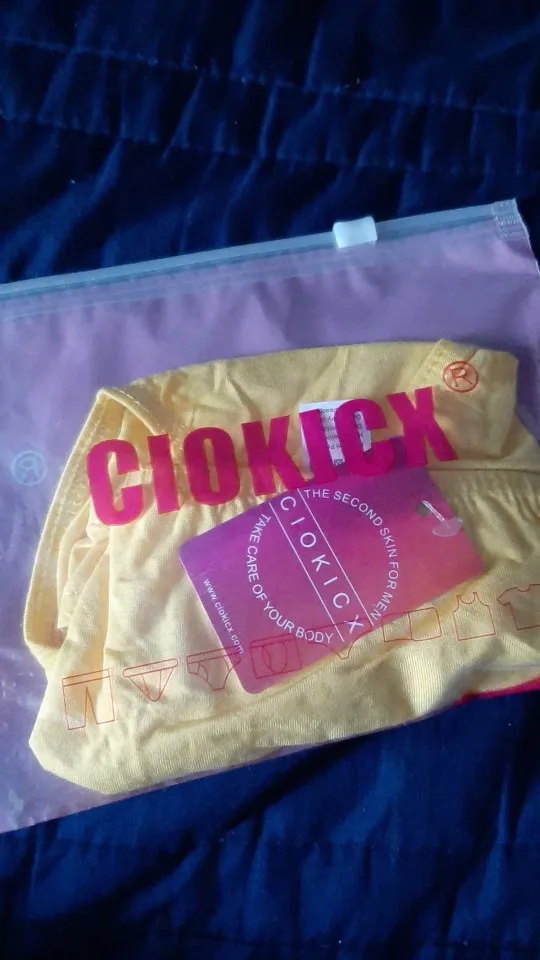 CIOKICX®
CIOKICX
THE SECOND SKIN FOR MEN
TAKE CARE OF YOUR BODY
www.ciokicx.com